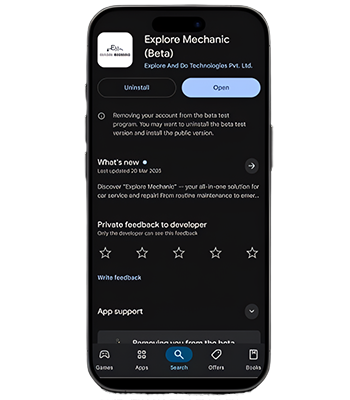 Explore Mechanic
(Beta)
Explore And Do Technologies Pvt. Ltd.
Uninstall
Open
Removing your account from the beta test
program. You may want to uninstall the beta test
version and install the public version.
What's new
Last updated 20 Mar 2025
Discover "Explore Mechanic" – your all-in-one solution for
car service and repair! From routine maintenance to emer...
Private feedback to developer
Only the developer can see this feedback
Write feedback
App support
Removing you from the beta
Games
Apps
Search
Offers
Books